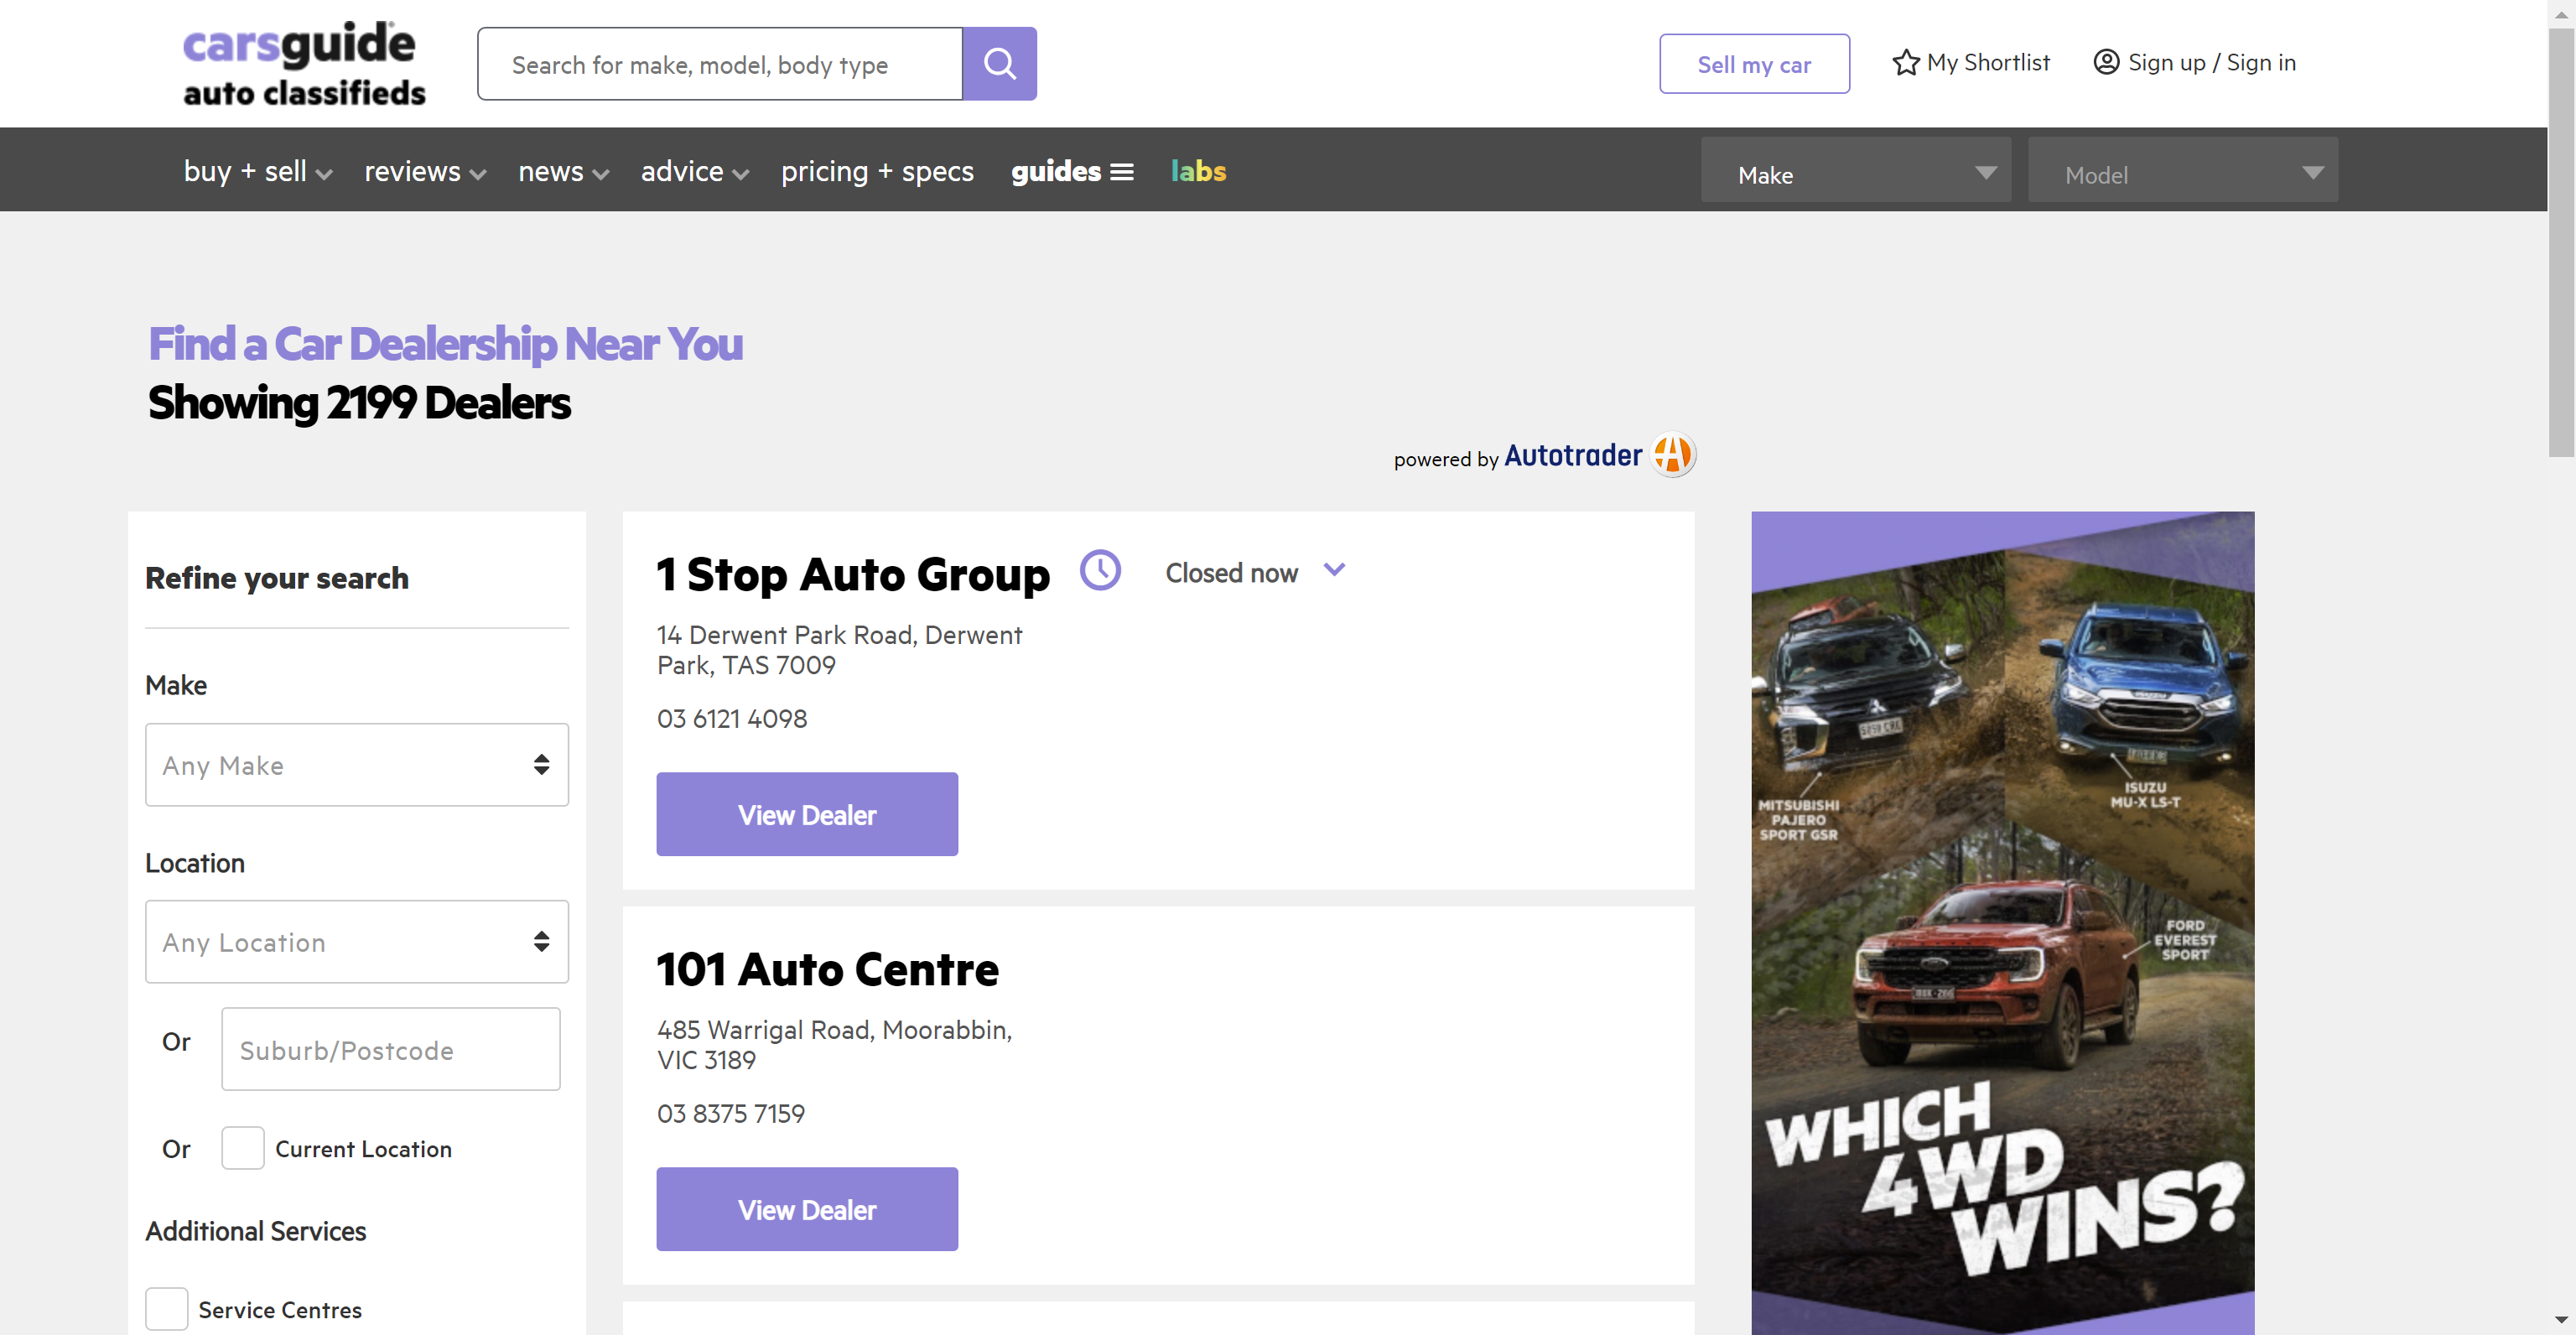 carsguide
auto classifieds
Search for make, model, body type
Sell my car
My Shortlist
Sign up / Sign in
buy + sell
reviews
news
advice
pricing + specs
guides
labs
Make
Model
Find a Car Dealership Near You
Showing 2199 Dealers
powered by Autotrader
Refine your search
Make
Any Make
Location
Any Location
Or
Suburb/Postcode
Or
Current Location
Additional Services
Service Centres
1 Stop Auto Group
Closed now
14 Derwent Park Road, Derwent
Park, TAS 7009
03 6121 4098
View Dealer
101 Auto Centre
485 Warrigal Road, Moorabbin,
VIC 3189
03 8375 7159
View Dealer
MITSUBISHI
PAJERO
SPORT GSR
ISUZU
MU-X LS-T
FORD
EVEREST
SPORT
WHICH
4WD
WINS?